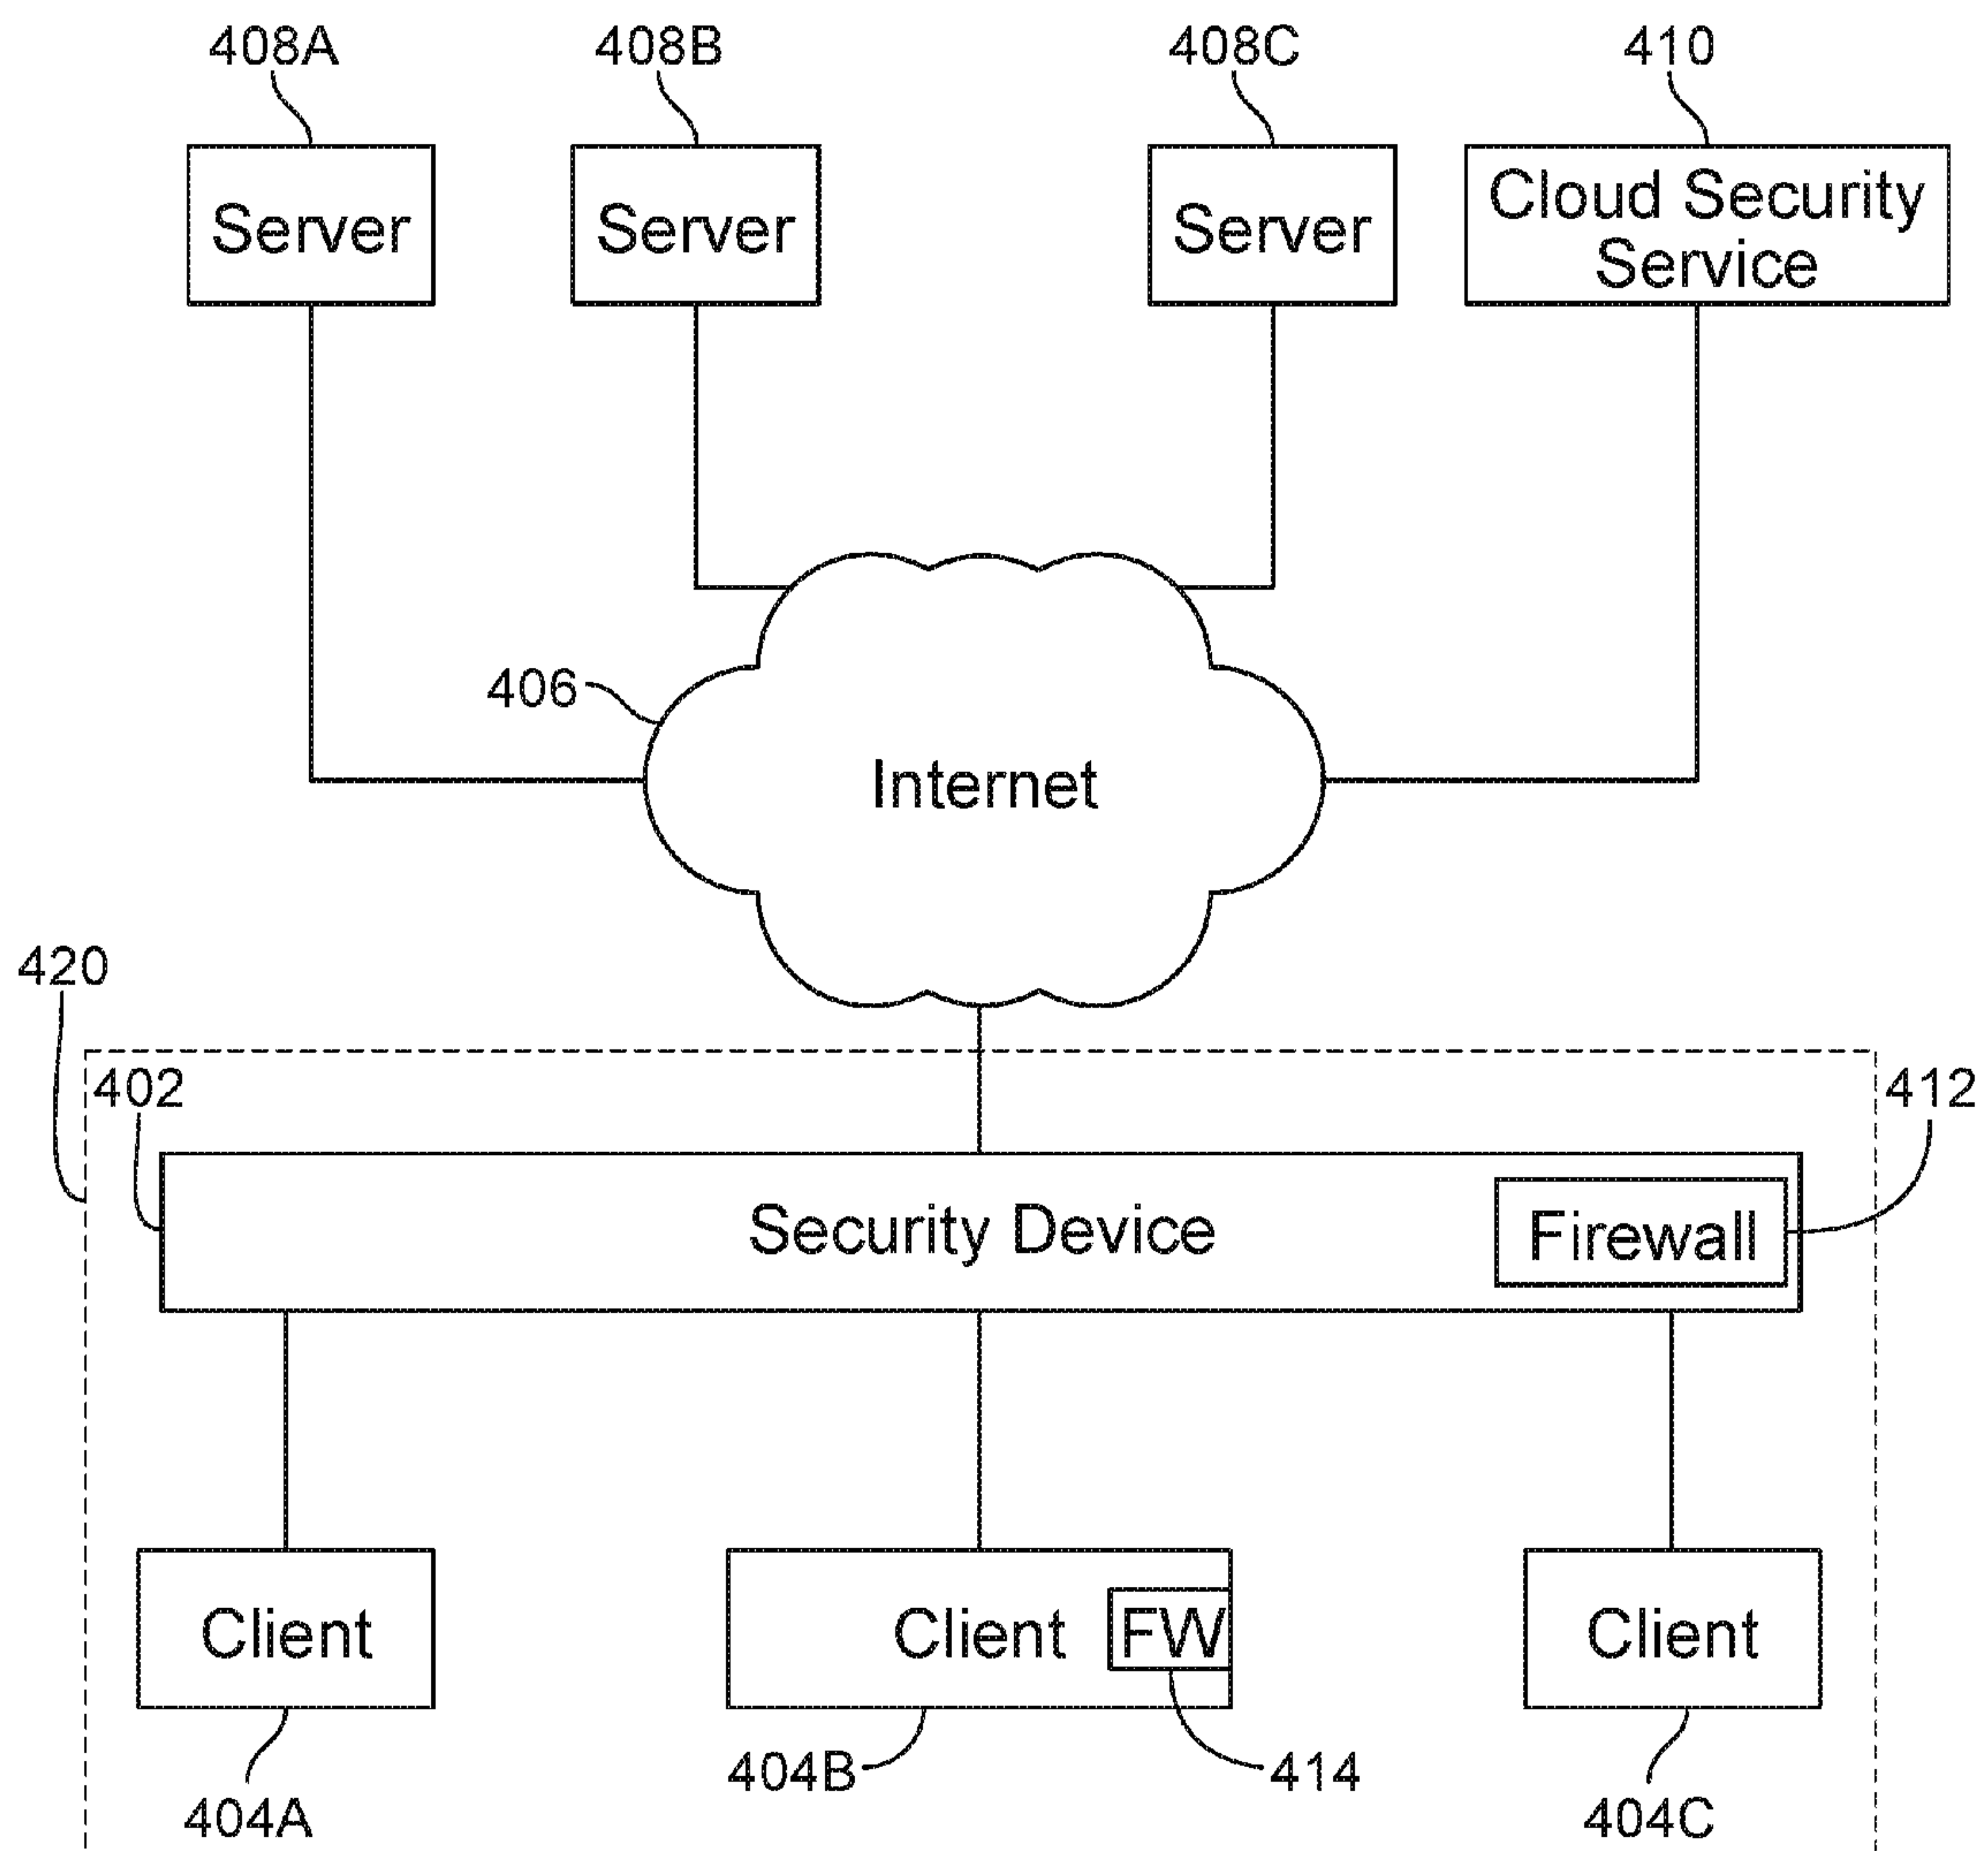 408A
408B
408C
410
Server
Server
Server
Cloud Security
Service
406
Internet
420
402
412
Security Device
Firewall
Client
Client
FW
Client
404B
414
404A
404C